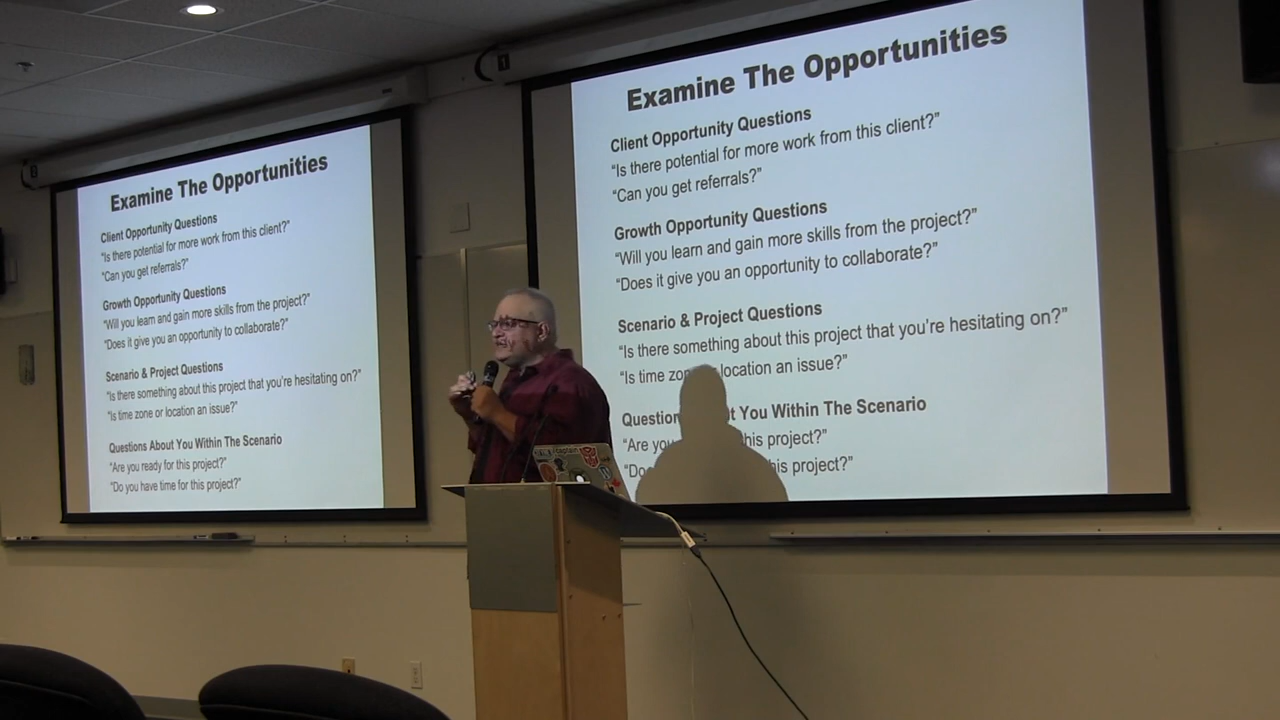 Examine The Opportunities
Client Opportunity Questions
“Is there potential for more work from this client?”
“Can you get referrals?”
Growth Opportunity Questions
“Will you learn and gain more skills from the project?”
“Does it give you an opportunity to collaborate?”
Scenario & Project Questions
“Is there something about this project that you’re hesitating on?”
“Is time zone or location an issue?”
Questions About You Within The Scenario
“Are you ready for this project?”
“Do you have time for this project?”
Examine The Opportunities
Client Opportunity Questions
“Is there potential for more work from this client?”
“Can you get referrals?”
Growth Opportunity Questions
“Will you learn and gain more skills from the project?”
“Does it give you an opportunity to collaborate?”
Scenario & Project Questions
“Is there something about this project that you’re hesitating on?”
“Is time location an issue?”
You Within The Scenario
“Are you this project?”
this project?”